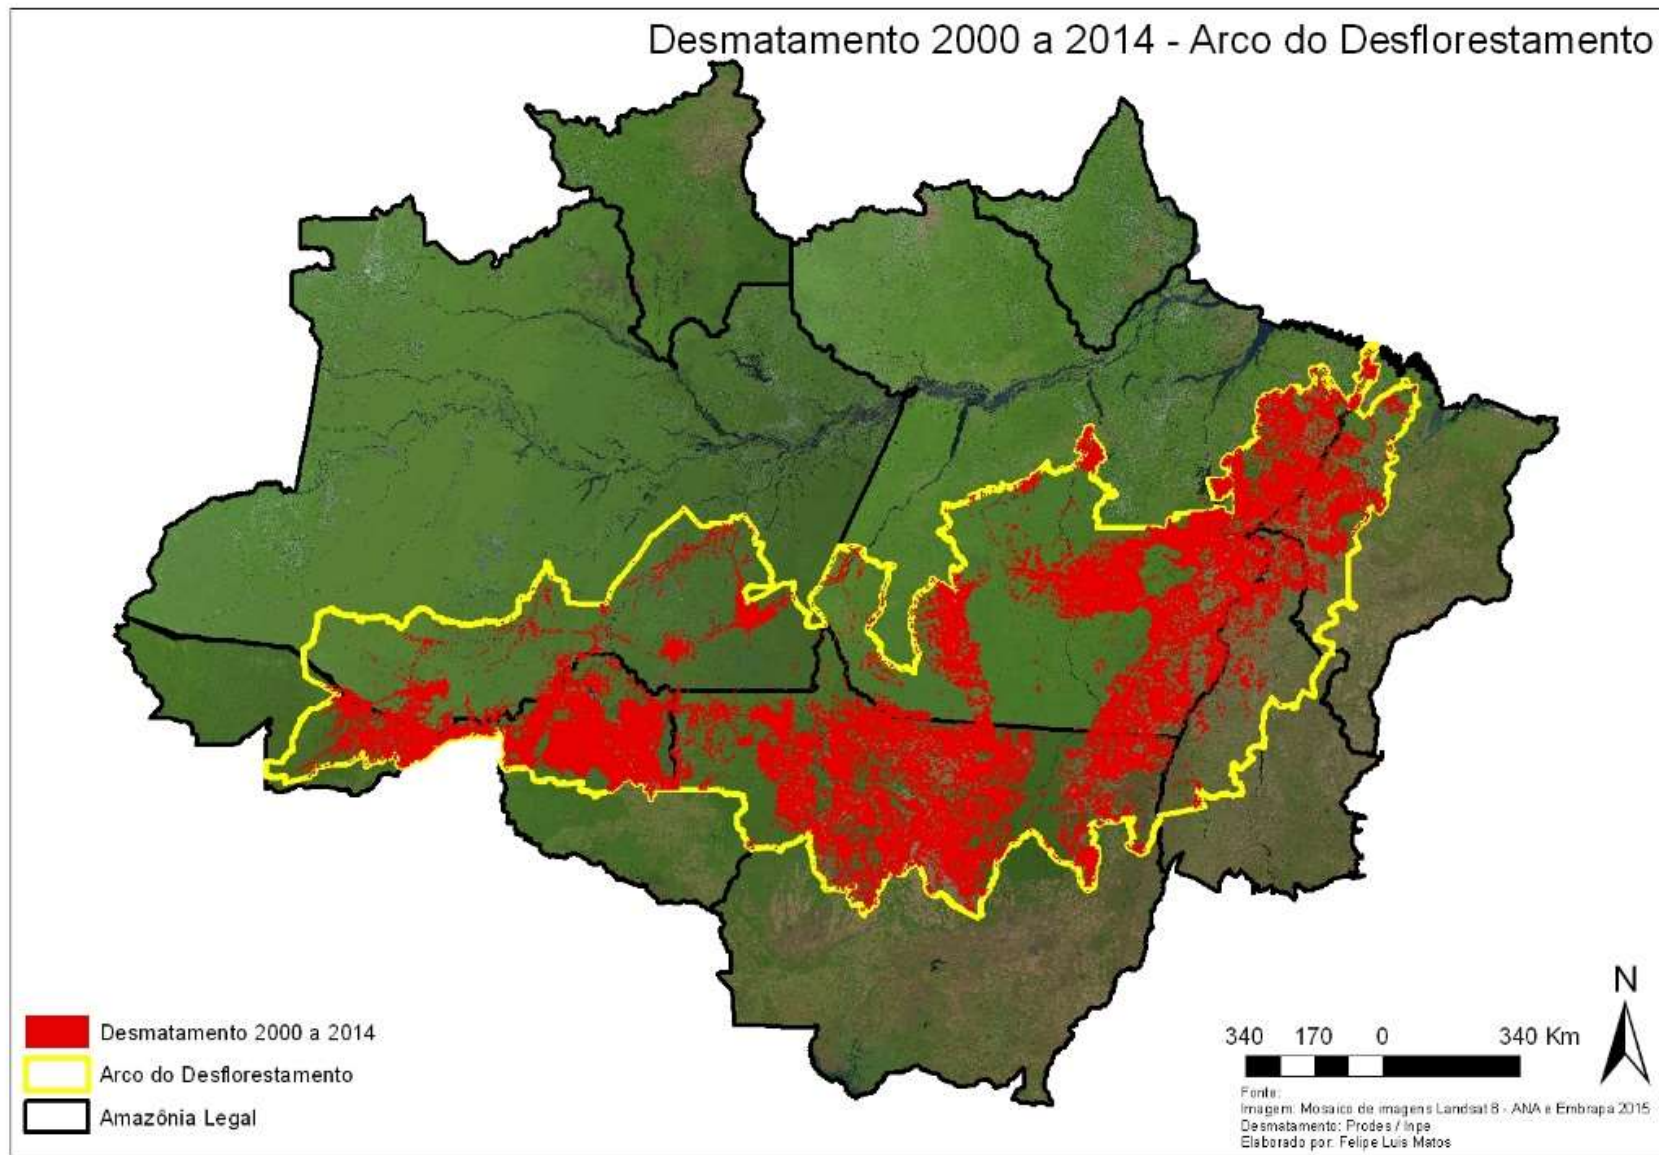 Desmatamento 2000 a 2014 - Arco do Desflorestamento
Desmatamento 2000 a 2014
Arco do Desflorestamento
Amazônia Legal
N
340 170 0 340 Km
Fonte:
Imagem: Mosaico de imagens Landsat 8 - ANA e Embrapa 2015
Desmatamento: Prodes / Inpe
Elaborado por: Felipe Luis Matos